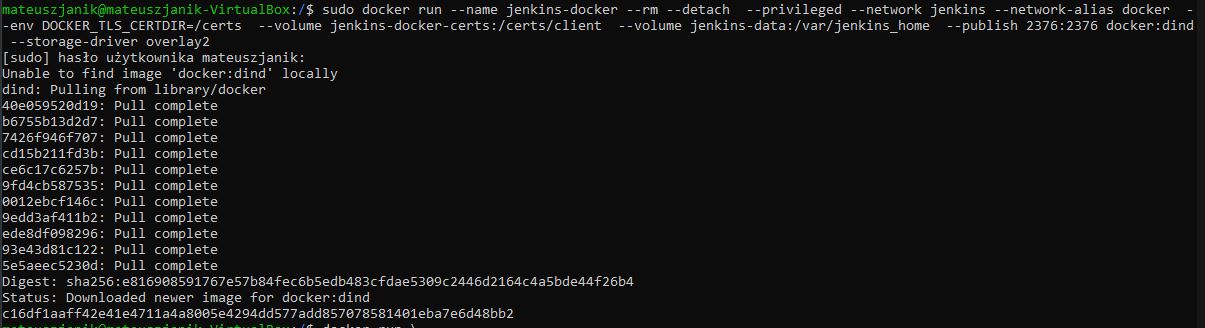 mateuszjanik@mateuszjanik-VirtualBox:/$ sudo docker run --name jenkins-docker --rm --detach  --privileged --network jenkins --network-alias docker  -
-env DOCKER_TLS_CERTDIR=/certs  --volume jenkins-docker-certs:/certs/client  --volume jenkins-data:/var/jenkins_home  --publish 2376:2376 docker:dind
 --storage-driver overlay2
[sudo] hasło użytkownika mateuszjanik:
Unable to find image 'docker:dind' locally
dind: Pulling from library/docker
40e059520d19: Pull complete
b6755b13d2d7: Pull complete
7426f946f707: Pull complete
cd15b211fd3b: Pull complete
ce6c17c6257b: Pull complete
9fd4cb587535: Pull complete
0012ebcf146c: Pull complete
9edd3af411b2: Pull complete
ede8df098296: Pull complete
93e43d81c122: Pull complete
5e5aeec5230d: Pull complete
Digest: sha256:e816908591767e57b84fec6b5edb483cfdae5309c2446d2164c4a5bde44f26b4
Status: Downloaded newer image for docker:dind
c16df1aaff42e41e4711a4a8005e4294dd577add857078581401eba7e6d48bb2
mateuszjanik@mateuszjanik-VirtualBox:/$ docker run \